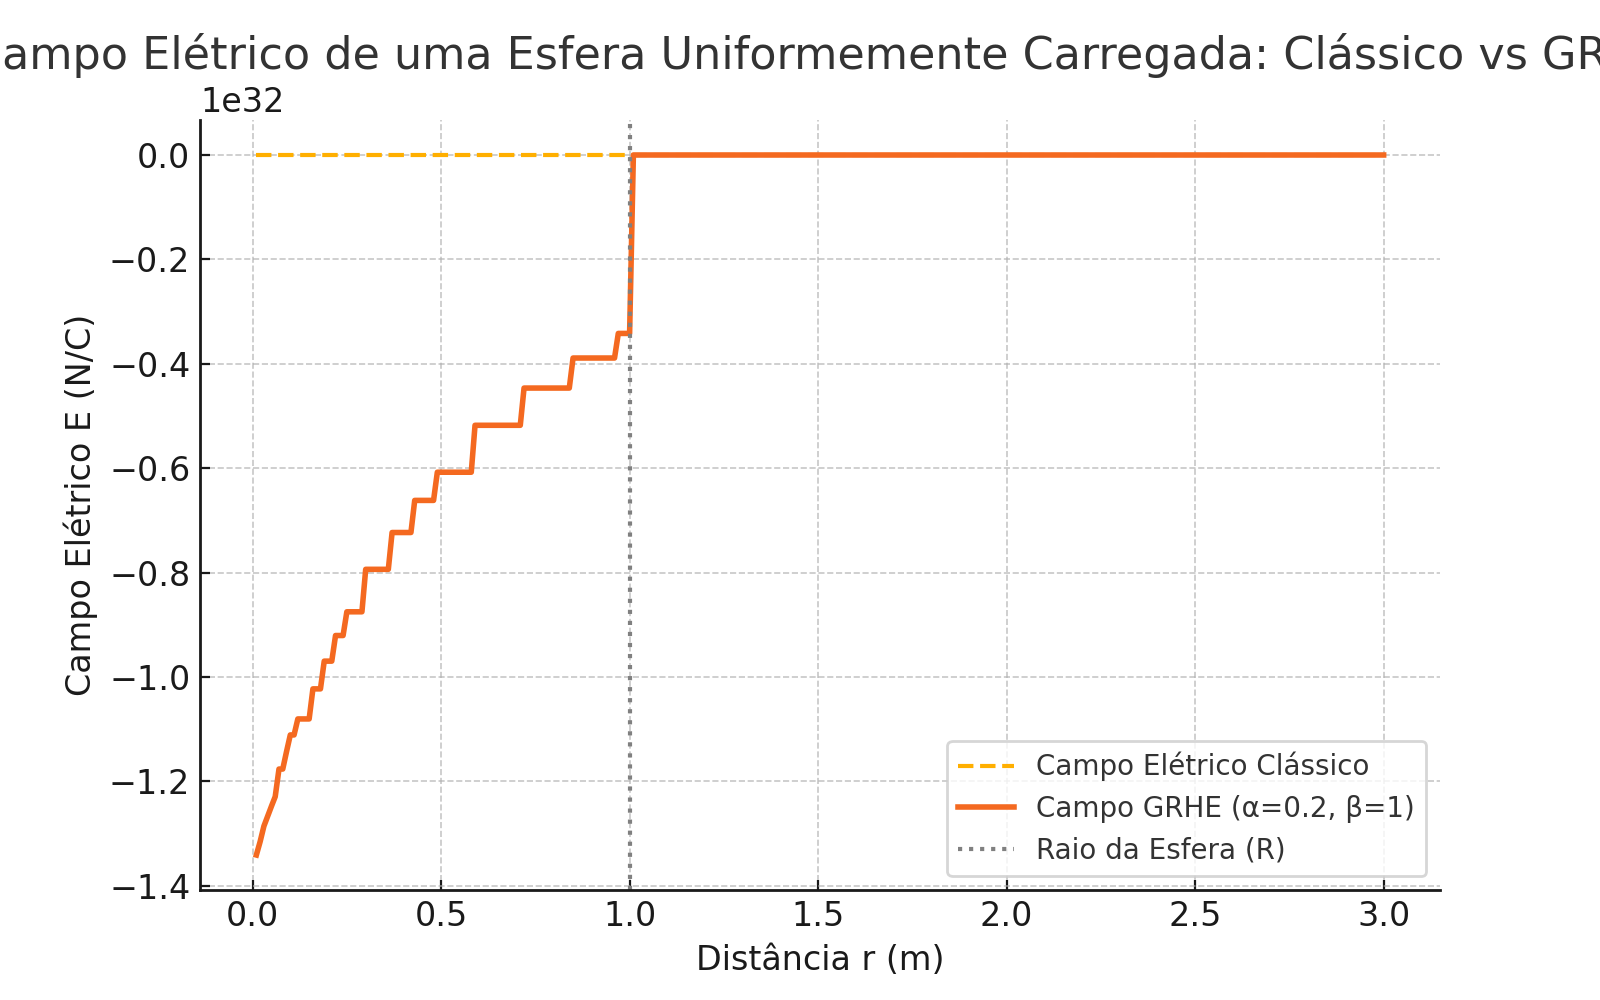 ampo Elétrico de uma Esfera Uniformemente Carregada: Clássico vs GR
1e32
0.0
−0.2
−0.4
−0.6
−0.8
−1.0
−1.2
−1.4
Campo Elétrico E (N/C)
Campo Elétrico Clássico
Campo GRHE (α=0.2, β=1)
Raio da Esfera (R)
0.0 0.5 1.0 1.5 2.0 2.5 3.0
Distância r (m)